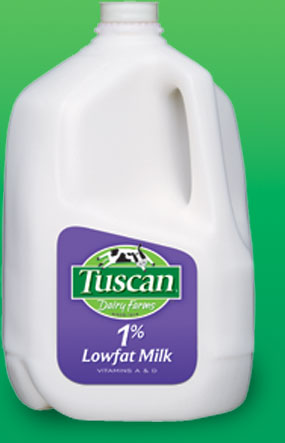 Tuscan
Dairy Farms
1%
Lowfat Milk
VITAMINS A & D